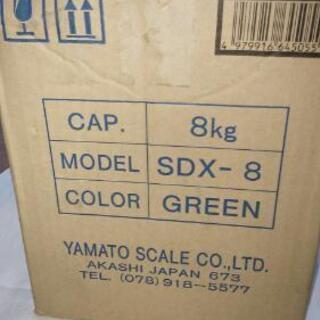 4 979916 645055
CAP. 8kg
MODEL SDX- 8
COLOR GREEN
YAMATO SCALE CO.,LTD.
AKASHI JAPAN 673
TEL. (078) 918-5577